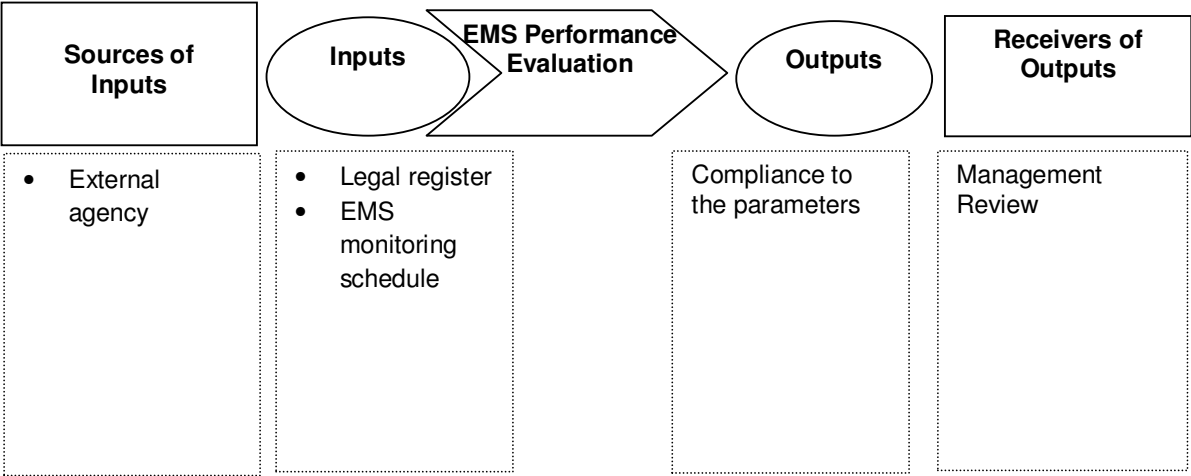 Sources of
Inputs
Inputs
EMS Performance
Evaluation
Outputs
Receivers of
Outputs
• External
agency
• Legal register
• EMS
monitoring
schedule
Compliance to
the parameters
Management
Review